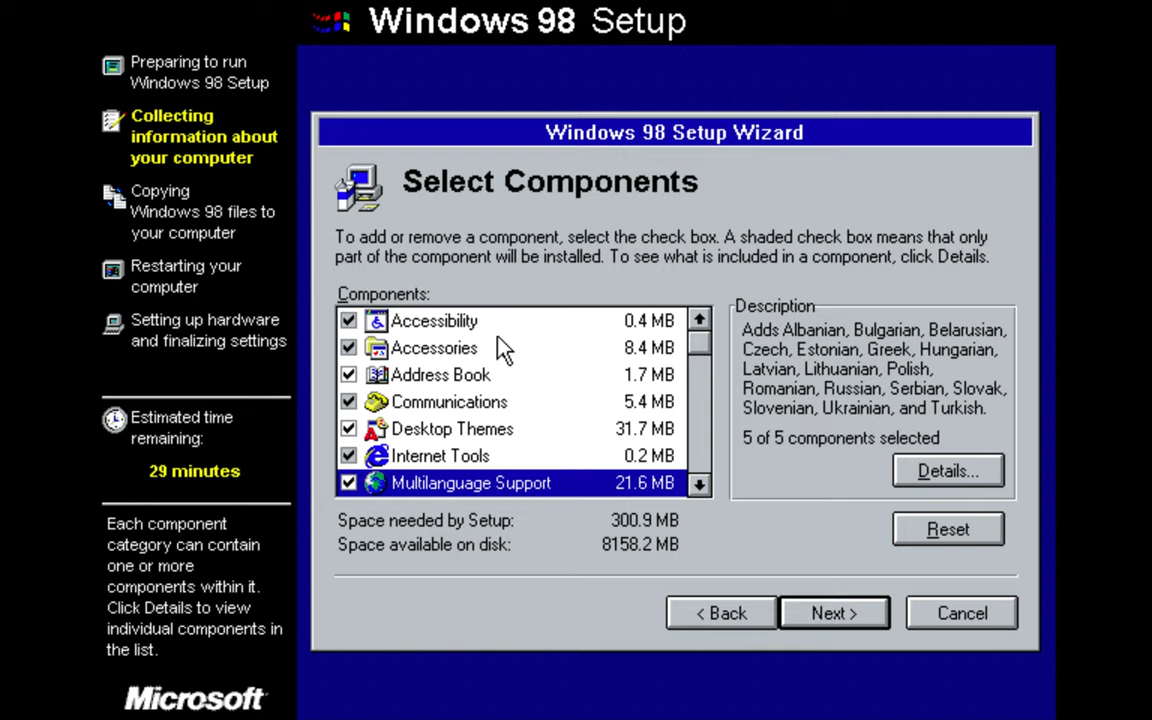 Windows 98 Setup
Preparing to run
Windows 98 Setup
Collecting
information about
your computer
Copying
Windows 98 files to
your computer
Restarting your
computer
Setting up hardware
and finalizing settings
Estimated time
remaining:
29 minutes
Each component
category can contain
one or more
components within it.
Click Details to view
individual components in
the list.
Microsoft
Windows 98 Setup Wizard
Select Components
To add or remove a component, select the check box. A shaded check box means that only
part of the component will be installed. To see what is included in a component, click Details.
Components:
Accessibility 0.4 MB
Accessories 8.4 MB
Address Book 1.7 MB
Communications 5.4 MB
Desktop Themes 31.7 MB
Internet Tools 0.2 MB
Multilanguage Support 21.6 MB
Space needed by Setup: 300.9 MB
Space available on disk: 8158.2 MB
Description
Adds Albanian, Bulgarian, Belarusian,
Czech, Estonian, Greek, Hungarian,
Latvian, Lithuanian, Polish,
Romanian, Russian, Serbian, Slovak,
Slovenian, Ukrainian, and Turkish.
5 of 5 components selected
Details...
Reset
< Back
Next >
Cancel